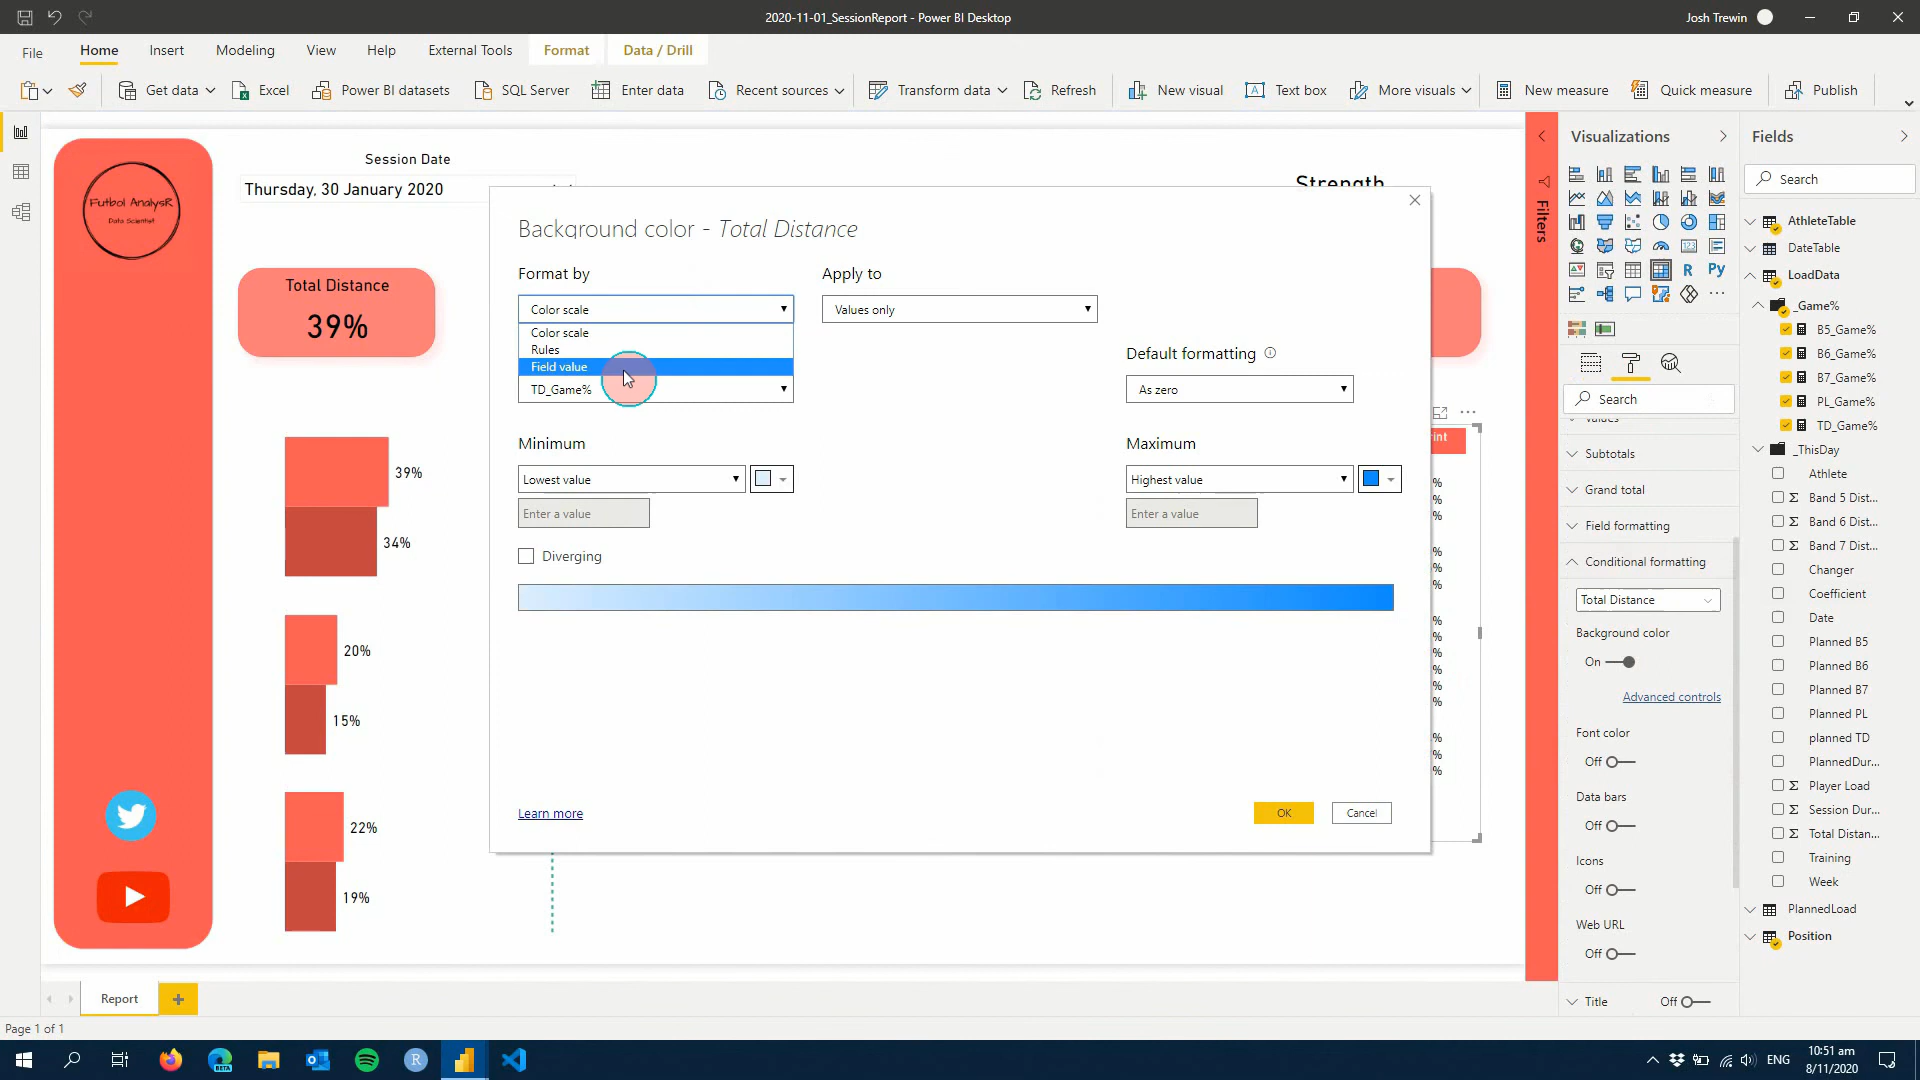 2020-11-01_SessionReport - Power BI Desktop
Josh Trewin
File
Home
Insert
Modeling
View
Help
External Tools
Format
Data / Drill
Get data
Excel
Power BI datasets
SQL Server
Enter data
Recent sources
Transform data
Refresh
New visual
Text box
More visuals
New measure
Quick measure
Publish
Futbol AnalysR
Data Scientist
Session Date
Thursday, 30 January 2020
Strength
Total Distance
39%
39%
34%
20%
15%
22%
19%
Background color - Total Distance
Format by
Color scale
Color scale
Rules
Field value
TD_Game%
Apply to
Values only
Default formatting
As zero
Minimum
Lowest value
Enter a value
Maximum
Highest value
Enter a value
Diverging
Learn more
OK
Cancel
Filters
Visualizations
R
Py
Search
Subtotals
Grand total
Field formatting
Conditional formatting
Total Distance
Background color
On
Advanced controls
Font color
Off
Data bars
Off
Icons
Off
Web URL
Off
Title
Off
Fields
Search
AthleteTable
DateTable
LoadData
_Game%
B5_Game%
B6_Game%
B7_Game%
PL_Game%
TD_Game%
_ThisDay
Athlete
Band 5 Dist...
Band 6 Dist...
Band 7 Dist...
Changer
Coefficient
Date
Planned B5
Planned B6
Planned B7
Planned PL
planned TD
PlannedDur...
Player Load
Session Dur...
Total Distan...
Training
Week
PlannedLoad
Position
Report
Page 1 of 1
ENG
10:51 am
8/11/2020